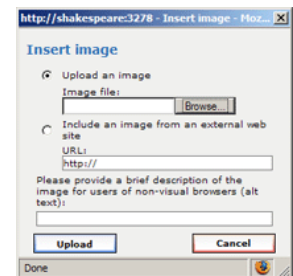 http://shakespeare:3278 - Insert image - Moz...
Insert image
Upload an image
Image file:
Browse...
Include an image from an external web
site
URL:
http://
Please provide a brief description of the
image for users of non-visual browsers (alt
text):
Upload Cancel
Done